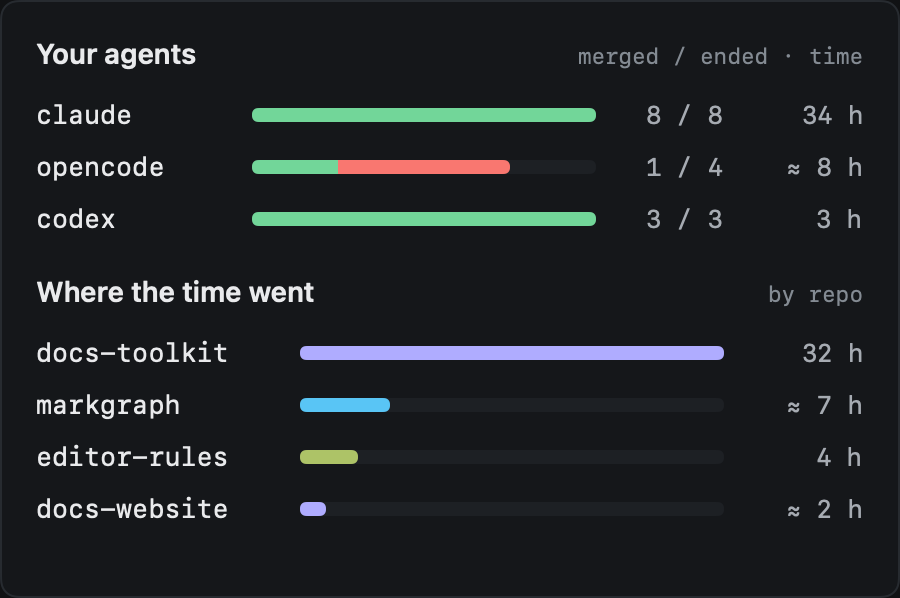 Your agents merged / ended · time
claude 8 / 8 34 h
opencode 1 / 4 ≈ 8 h
codex 3 / 3 3 h
Where the time went by repo
docs-toolkit 32 h
markgraph ≈ 7 h
editor-rules 4 h
docs-website ≈ 2 h